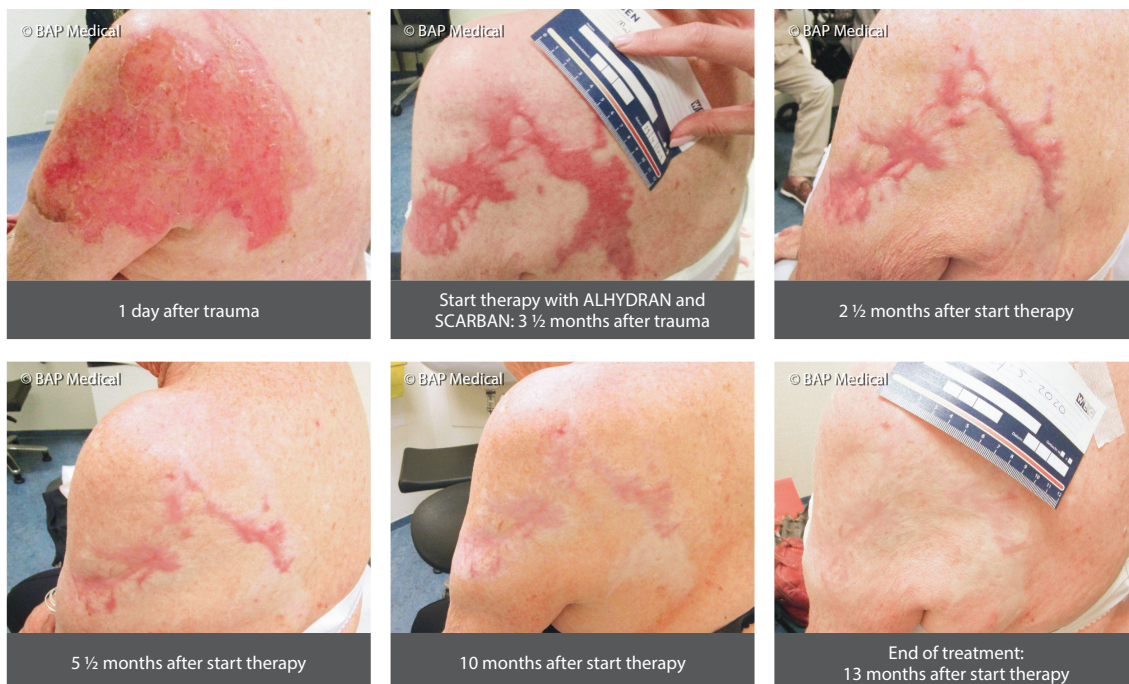 © BAP Medical
1 day after trauma
© BAP Medical
Start therapy with ALHYDRAN and
SCARBAN: 3 ½ months after trauma
© BAP Medical
2 ½ months after start therapy
© BAP Medical
5 ½ months after start therapy
© BAP Medical
10 months after start therapy
© BAP Medical
5 - 2020
End of treatment:
13 months after start therapy